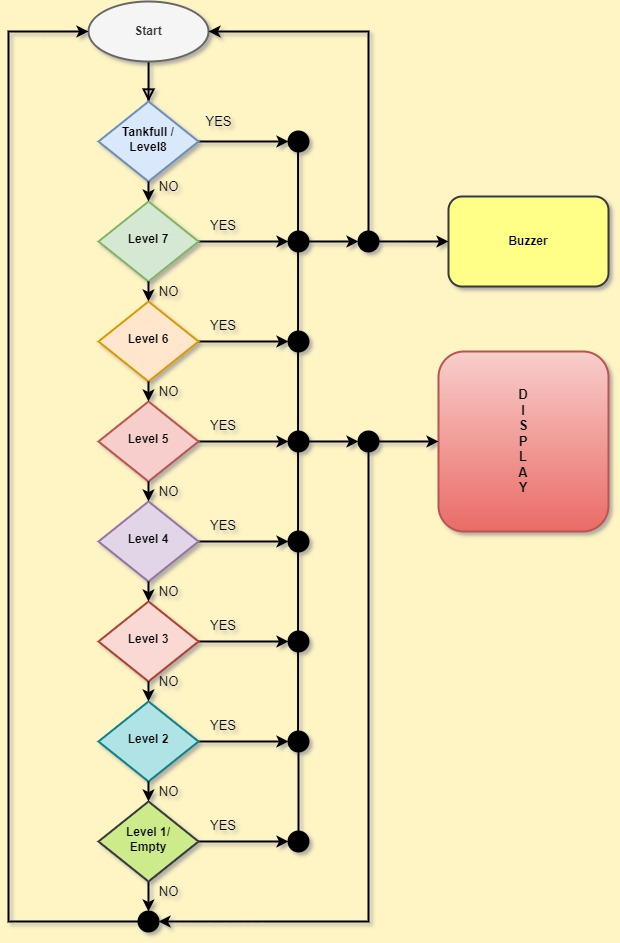 Start
Tankfull /
Level8
YES
NO
Level 7
YES
Buzzer
NO
Level 6
YES
NO
Level 5
YES
D
I
S
P
L
A
Y
NO
Level 4
YES
NO
Level 3
YES
NO
Level 2
YES
NO
Level 1/
Empty
YES
NO